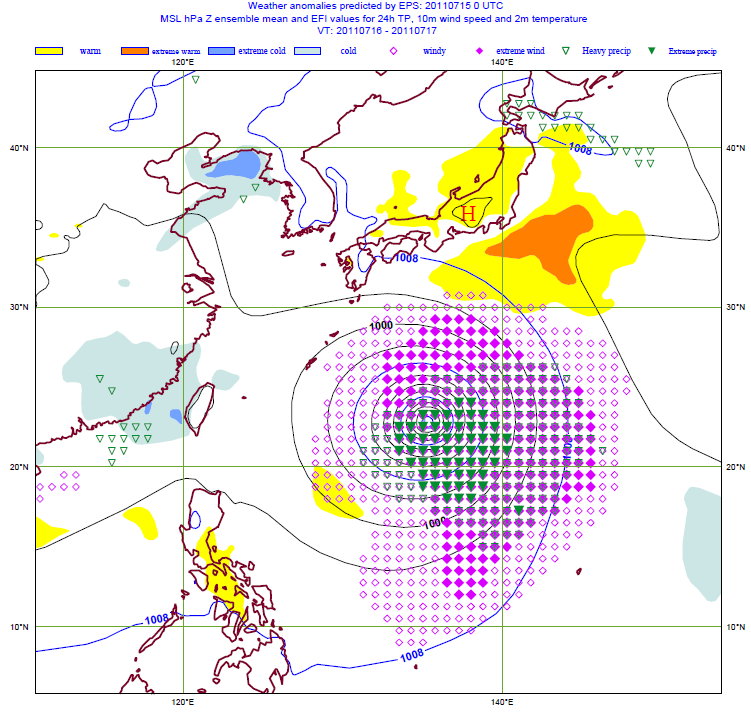 Weather anomalies predicted by EPS: 20110715 0 UTC
MSL hPa Z ensemble mean and EFI values for 24h TP, 10m wind speed and 2m temperature
VT: 20110716 - 20110717
warm extreme warm extreme cold cold windy extreme wind Heavy precip Extreme precip
120°E 140°E
40°N 1008 40°N
H
1008
30°N 30°N
1000
20°N 20°N
1000
1008
10°N 10°N
1008
120°E 140°E